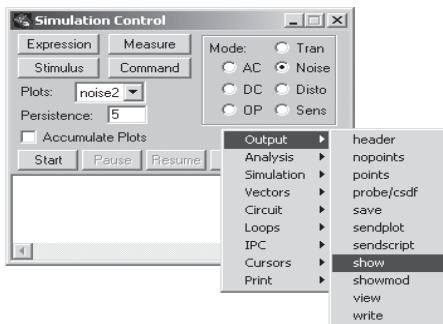 Simulation Control
Expression Measure
Stimulus Command
Plots: noise2
Persistence: 5
Accumulate Plots
Start Pause Resume
Mode: Tran
AC Noise
DC Disto
OP Sens
Output
Analysis
Simulation
Vectors
Circuit
Loops
IPC
Cursors
Print
header
nopoints
points
probe/csdf
save
sendplot
sendscript
show
showmod
view
write